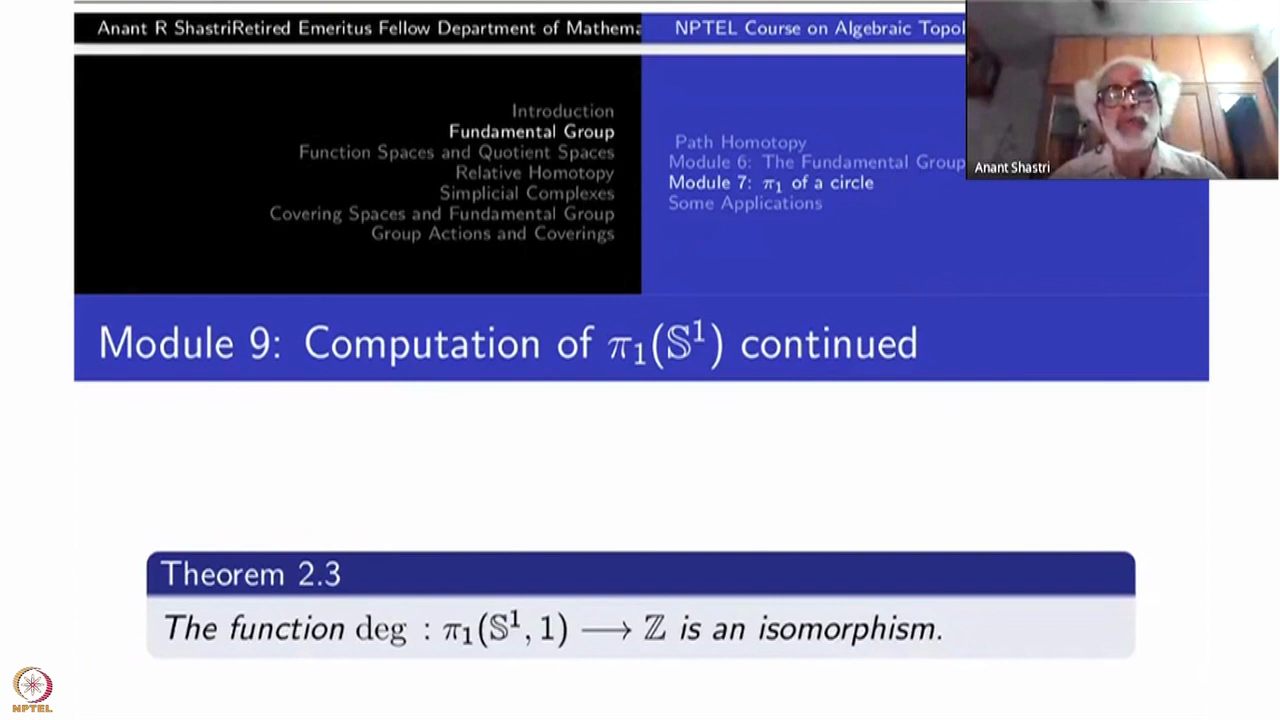 Anant R ShastriRetired Emeritus Fellow Department of Mathema
NPTEL Course on Algebraic Topol
Introduction
Fundamental Group
Function Spaces and Quotient Spaces
Relative Homotopy
Simplicial Complexes
Covering Spaces and Fundamental Group
Group Actions and Coverings
Path Homotopy
Module 6: The Fundamental Group
Module 7: π₁ of a circle
Some Applications
Anant Shastri
Module 9: Computation of π₁(𝕊¹) continued
Theorem 2.3
The function deg : π₁(𝕊¹, 1) ⟶ ℤ is an isomorphism.
NPTEL